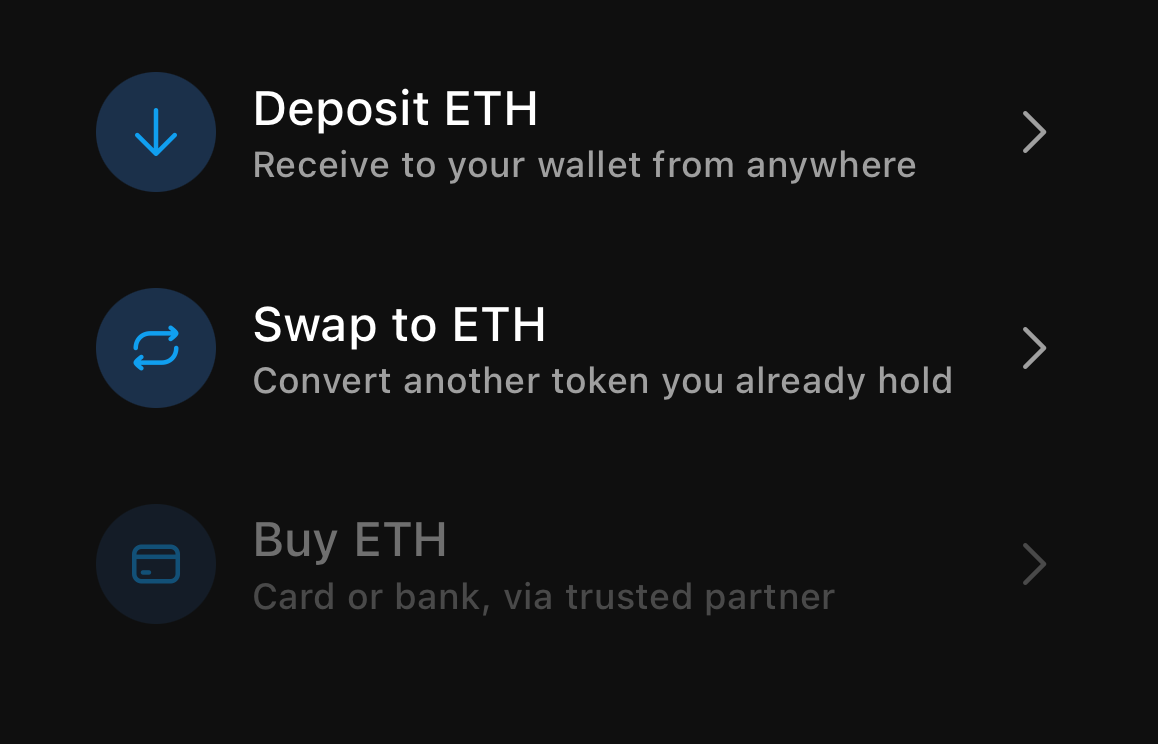 Deposit ETH
Receive to your wallet from anywhere
Swap to ETH
Convert another token you already hold
Buy ETH
Card or bank, via trusted partner